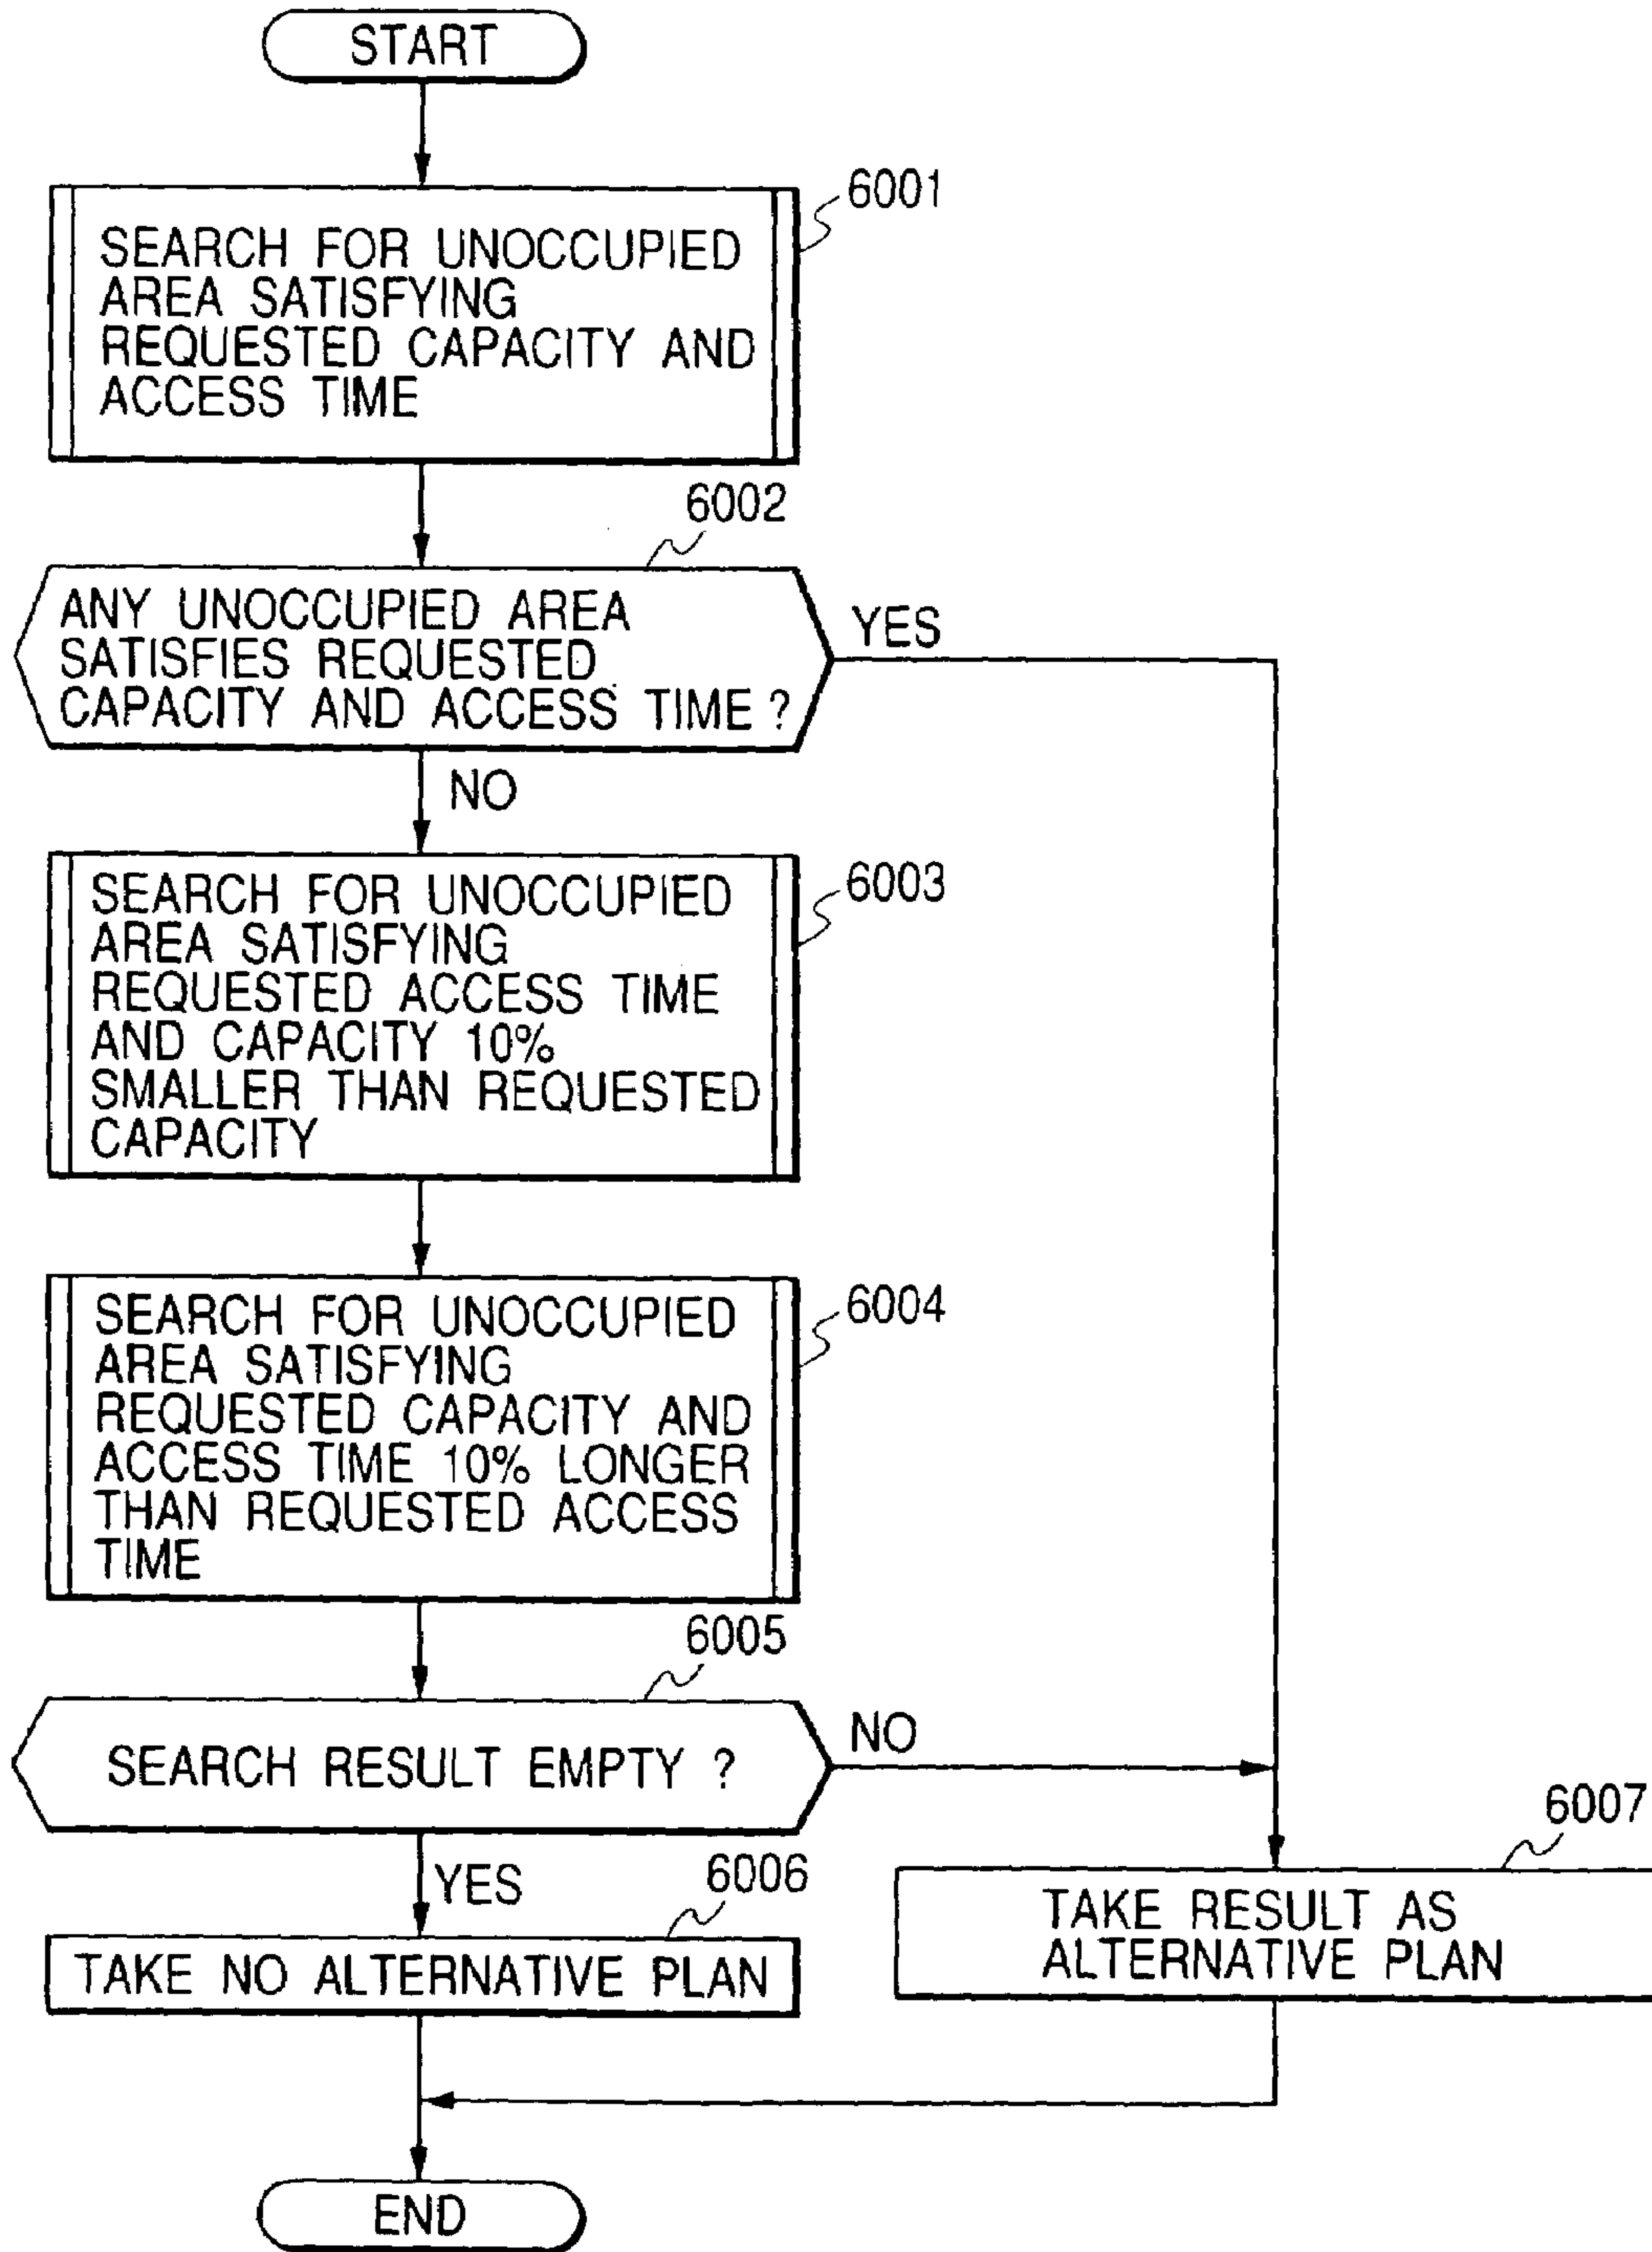 START
6001
SEARCH FOR UNOCCUPIED
AREA SATISFYING
REQUESTED CAPACITY AND
ACCESS TIME
6002
ANY UNOCCUPIED AREA
SATISFIES REQUESTED
CAPACITY AND ACCESS TIME ?
YES
NO
6003
SEARCH FOR UNOCCUPIED
AREA SATISFYING
REQUESTED ACCESS TIME
AND CAPACITY 10%
SMALLER THAN REQUESTED
CAPACITY
6004
SEARCH FOR UNOCCUPIED
AREA SATISFYING
REQUESTED CAPACITY AND
ACCESS TIME 10% LONGER
THAN REQUESTED ACCESS
TIME
6005
SEARCH RESULT EMPTY ?
NO
YES
6006
TAKE NO ALTERNATIVE PLAN
6007
TAKE RESULT AS
ALTERNATIVE PLAN
END